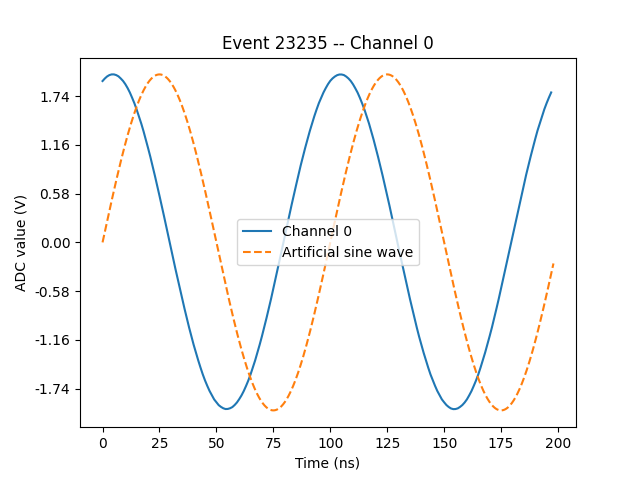 Event 23235 -- Channel 0
ADC value (V)
1.74
1.16
0.58
0.00
-0.58
-1.16
-1.74
Channel 0
Artificial sine wave
0 25 50 75 100 125 150 175 200
Time (ns)